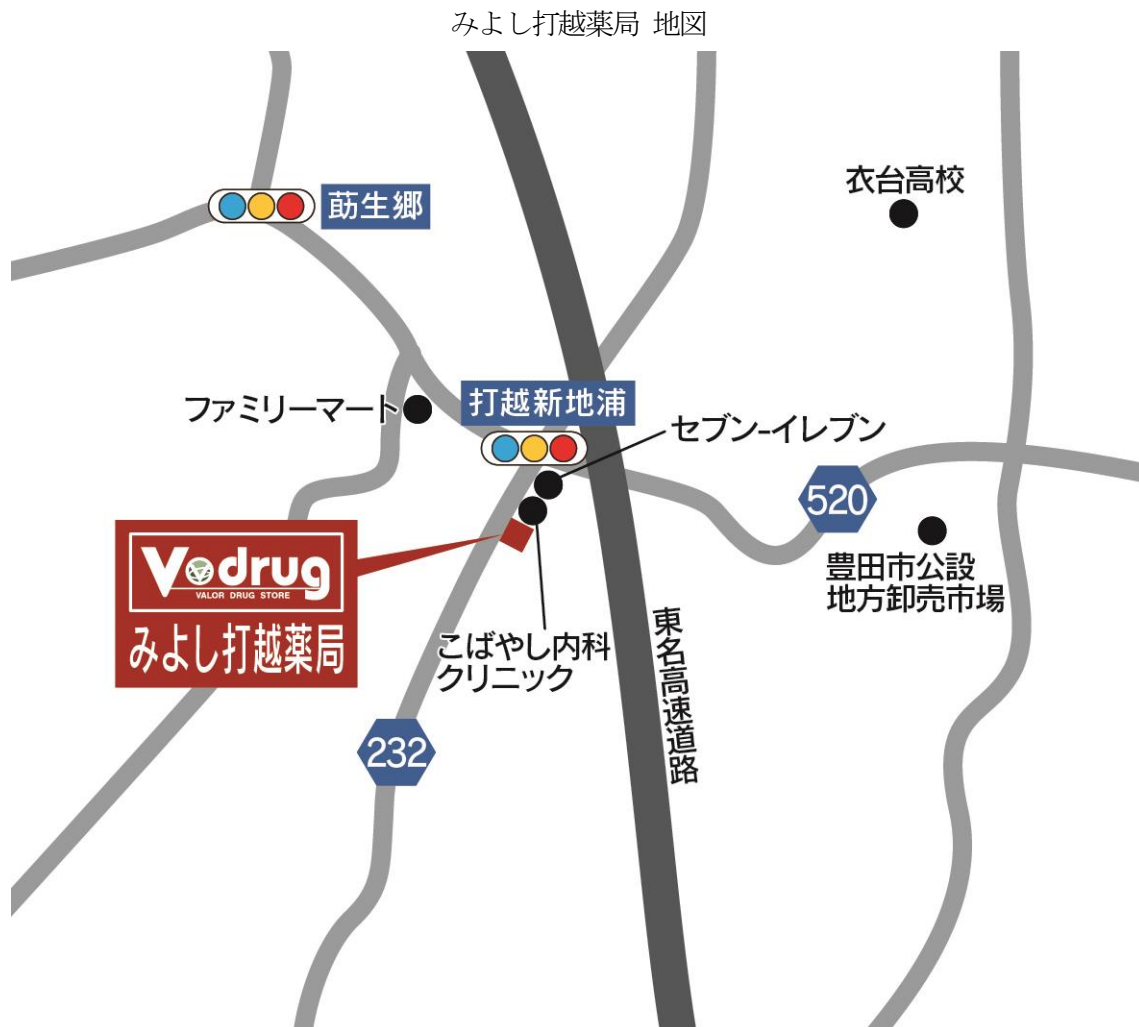 みよし打越薬局 地図
衣台高校
莇生郷
打越新地浦
ファミリーマート
セブン-イレブン
520
V drug
VALOR DRUG STORE
みよし打越薬局
豊田市公設
地方卸売市場
こばやし内科
クリニック
東名高速道路
232